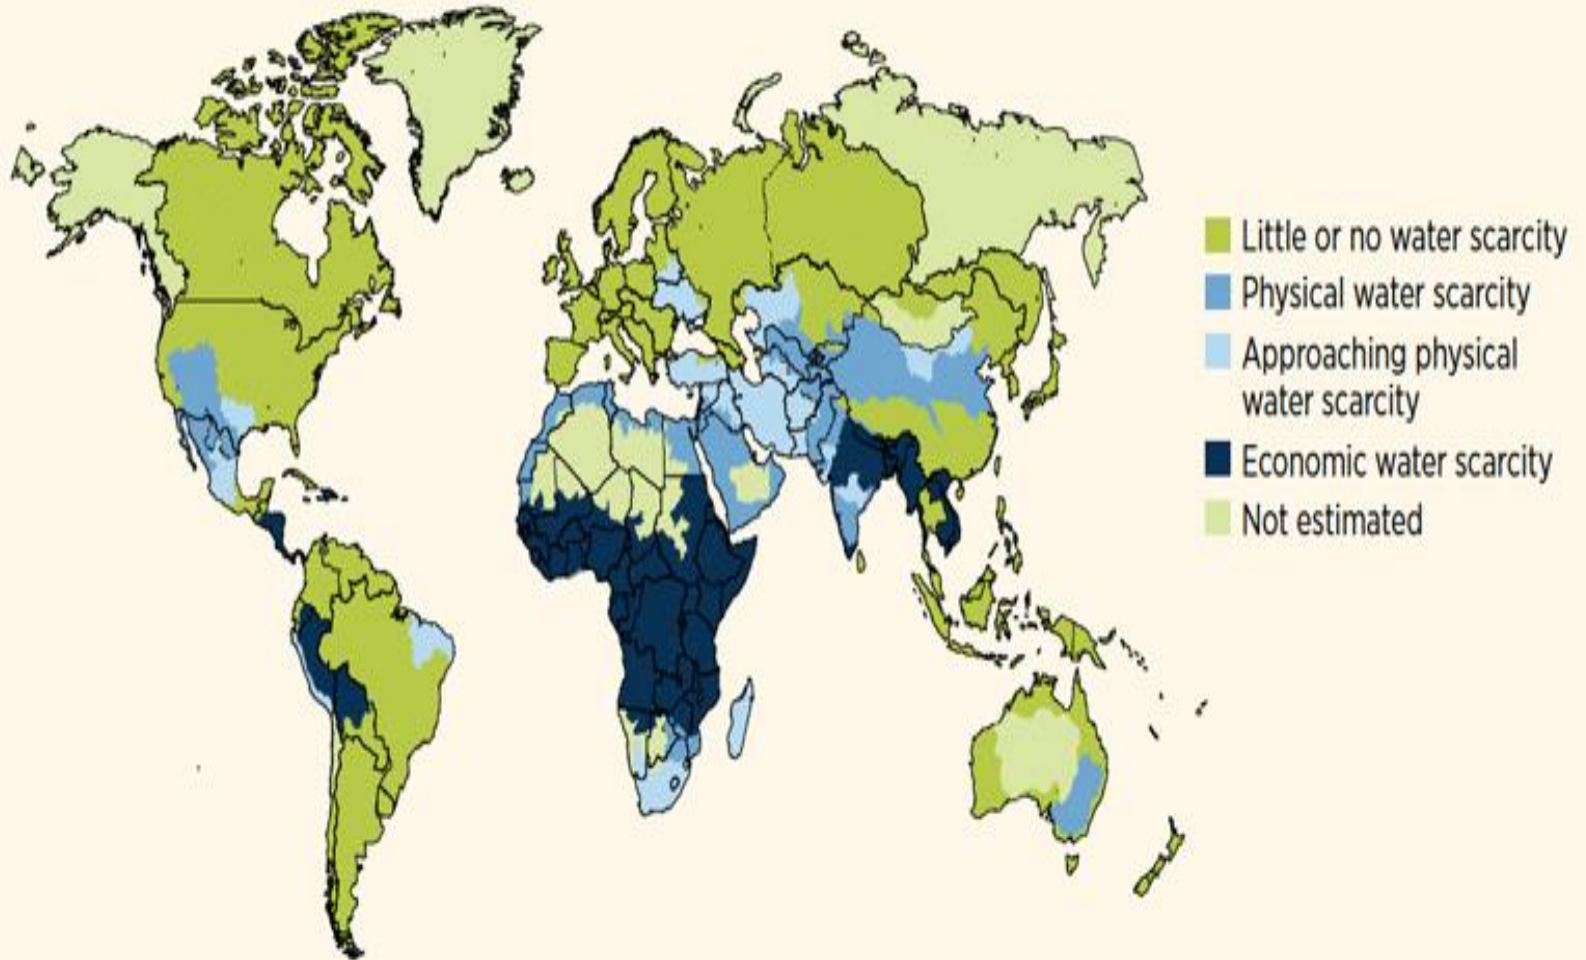 Little or no water scarcity
Physical water scarcity
Approaching physical
water scarcity
Economic water scarcity
Not estimated